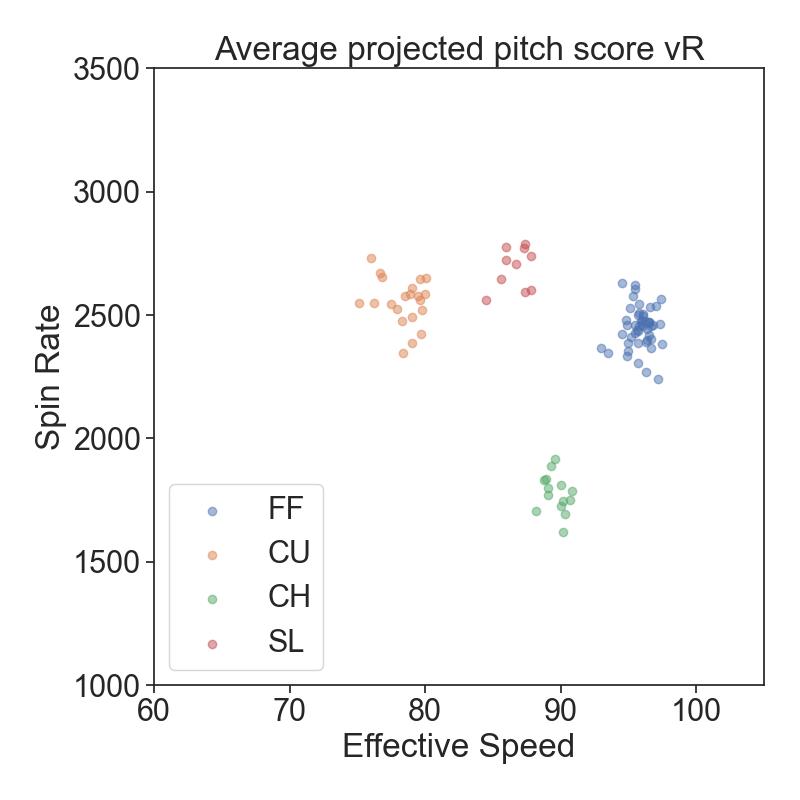 Average projected pitch score vR
3500
3000
2500
2000
1500
1000
Spin Rate
FF
CU
CH
SL
60 70 80 90 100
Effective Speed